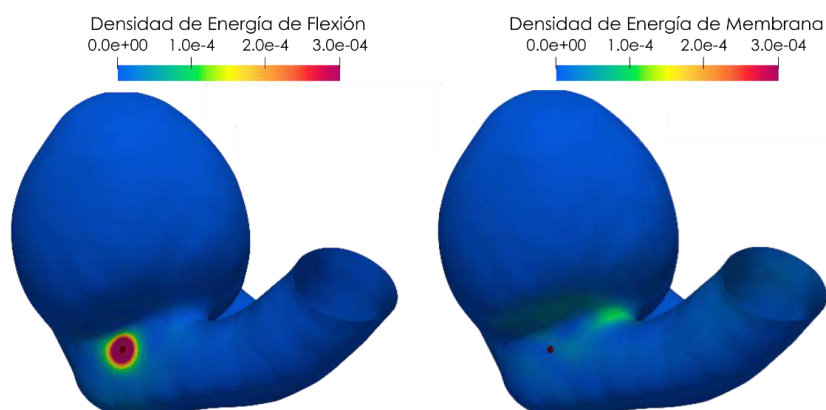 Densidad de Energía de Flexión
0.0e+00 1.0e-4 2.0e-4 3.0e-04
Densidad de Energía de Membrana
0.0e+00 1.0e-4 2.0e-4 3.0e-04